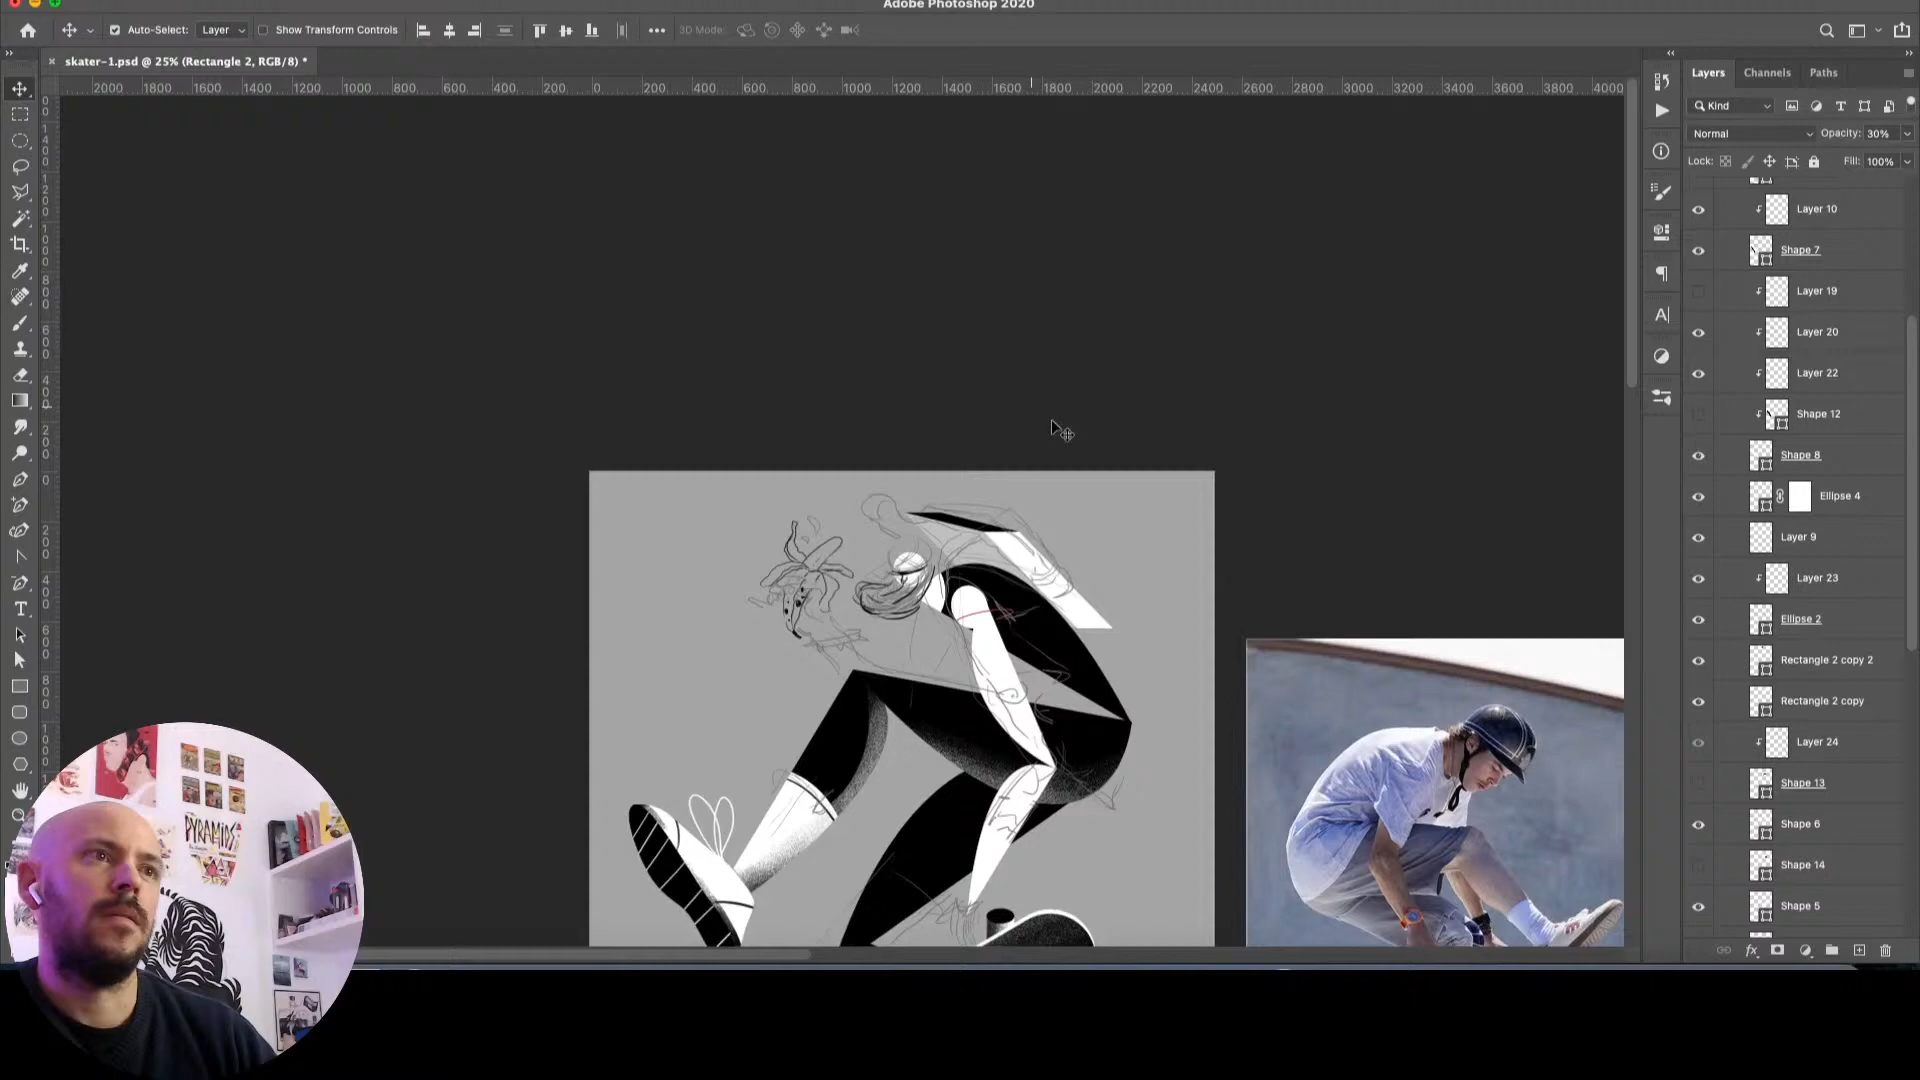 Adobe Photoshop 2020
Auto-Select: Layer Show Transform Controls 3D Mode:
skater-1.psd @ 25% (Rectangle 2, RGB/8) *
2000 1800 1600 1400 1200 1000 800 600 400 200 0 200 400 600 800 1000 1200 1400 1600 1800 2000 2200 2400 2600 2800 3000 3200 3400 3600 3800 4000
Layers Channels Paths
Kind
Normal Opacity: 30%
Lock: Fill: 100%
Layer 10
Shape 7
Layer 19
Layer 20
Layer 22
Shape 12
Shape 8
Ellipse 4
Layer 9
Layer 23
Ellipse 2
Rectangle 2 copy 2
Rectangle 2 copy
Layer 24
Shape 13
Shape 6
Shape 14
Shape 5
fx
PYRAMIDS